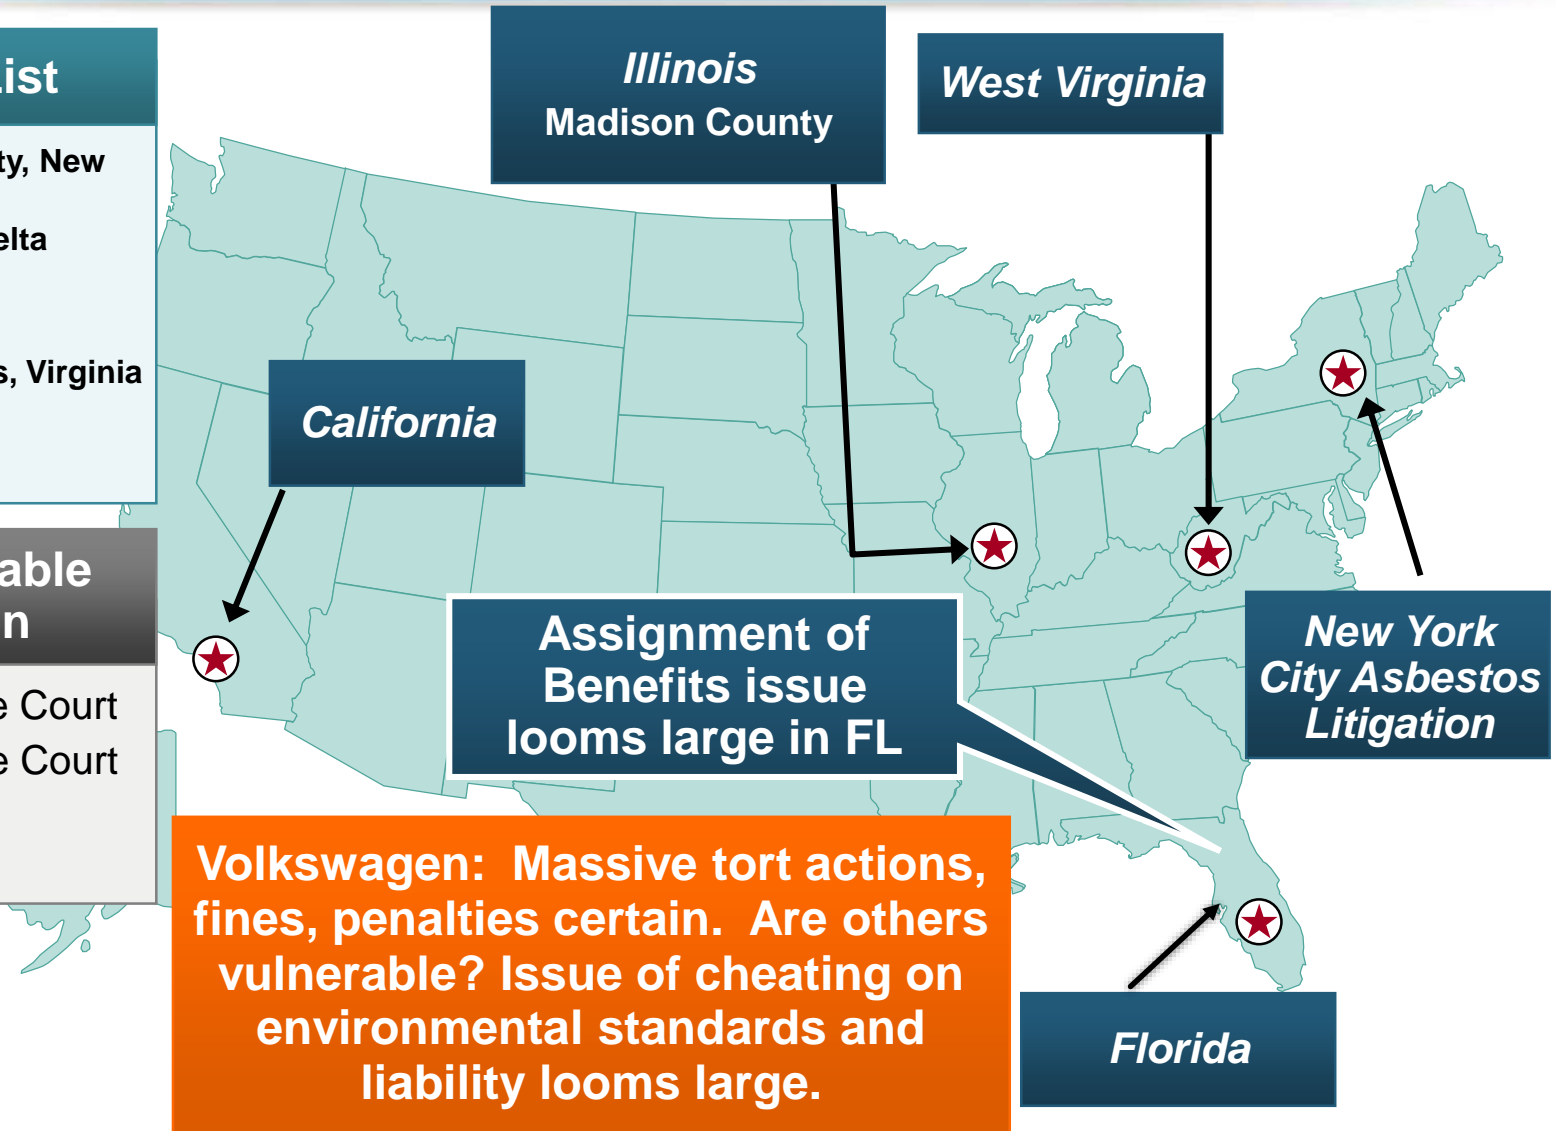 List
ty, New
elta
s, Virginia
able
n
e Court
e Court
Illinois
Madison County
West Virginia
California
New York
City Asbestos
Litigation
Assignment of
Benefits issue
looms large in FL
Volkswagen: Massive tort actions,
fines, penalties certain. Are others
vulnerable? Issue of cheating on
environmental standards and
liability looms large.
Florida